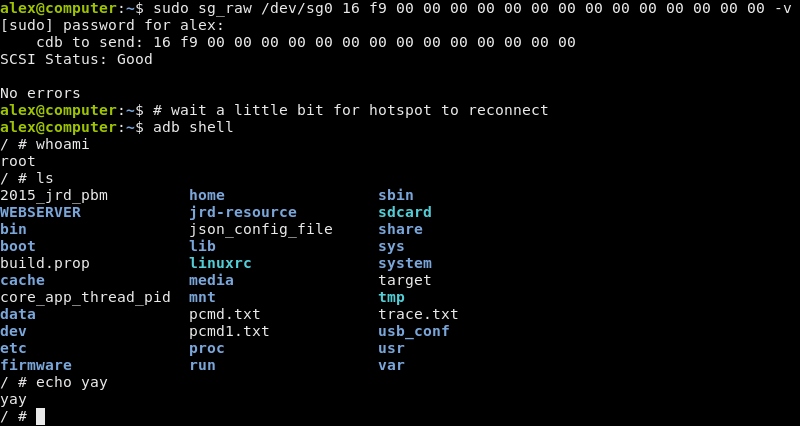 alex@computer:~$ sudo sg_raw /dev/sg0 16 f9 00 00 00 00 00 00 00 00 00 00 00 00 00 00 -v
[sudo] password for alex:
    cdb to send: 16 f9 00 00 00 00 00 00 00 00 00 00 00 00 00 00
SCSI Status: Good

No errors
alex@computer:~$ # wait a little bit for hotspot to reconnect
alex@computer:~$ adb shell
/ # whoami
root
/ # ls
2015_jrd_pbm         home                 sbin
WEBSERVER            jrd-resource         sdcard
bin                  json_config_file     share
boot                 lib                  sys
build.prop           linuxrc              system
cache                media                target
core_app_thread_pid  mnt                  tmp
data                 pcmd.txt             trace.txt
dev                  pcmd1.txt            usb_conf
etc                  proc                 usr
firmware             run                  var
/ # echo yay
yay
/ #